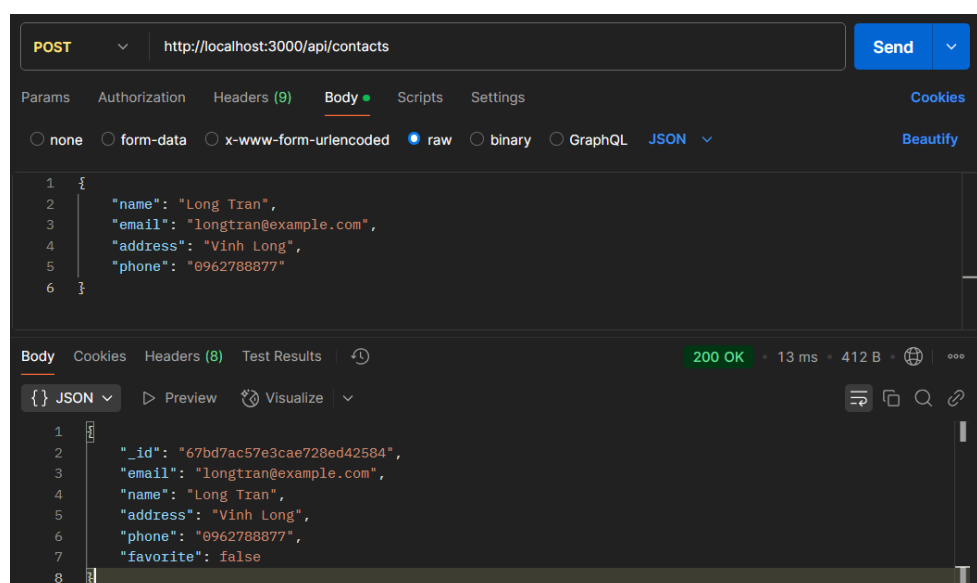 POST http://localhost:3000/api/contacts Send
Params Authorization Headers (9) Body Scripts Settings Cookies
none form-data x-www-form-urlencoded raw binary GraphQL JSON Beautify
1 {
2 "name": "Long Tran",
3 "email": "longtran@example.com",
4 "address": "Vinh Long",
5 "phone": "0962788877"
6 }
Body Cookies Headers (8) Test Results 200 OK • 13 ms • 412 B
{} JSON Preview Visualize
1 {
2 "_id": "67bd7ac57e3cae728ed42584",
3 "email": "longtran@example.com",
4 "name": "Long Tran",
5 "address": "Vinh Long",
6 "phone": "0962788877",
7 "favorite": false
8 }